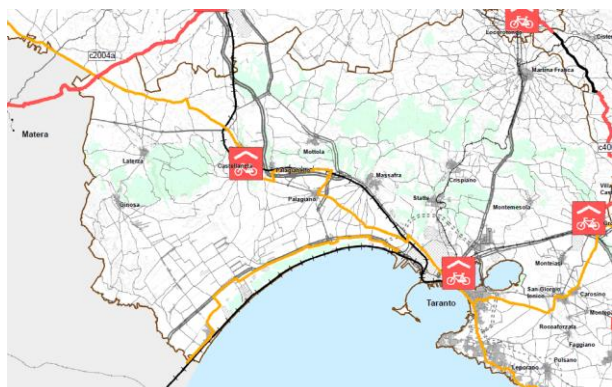 Locorotondo
Martina Franca
c2004a
Matera
Laterza
Mottola
Castellaneta
Palagianello
Massafra
Crispiano
Ginosa
Palagiano
Statte
Montemesola
Monteiasi
San Giorgio
Ionico
Carosino
Taranto
Roccaforzata
Faggiano
Pulsano
Leporano